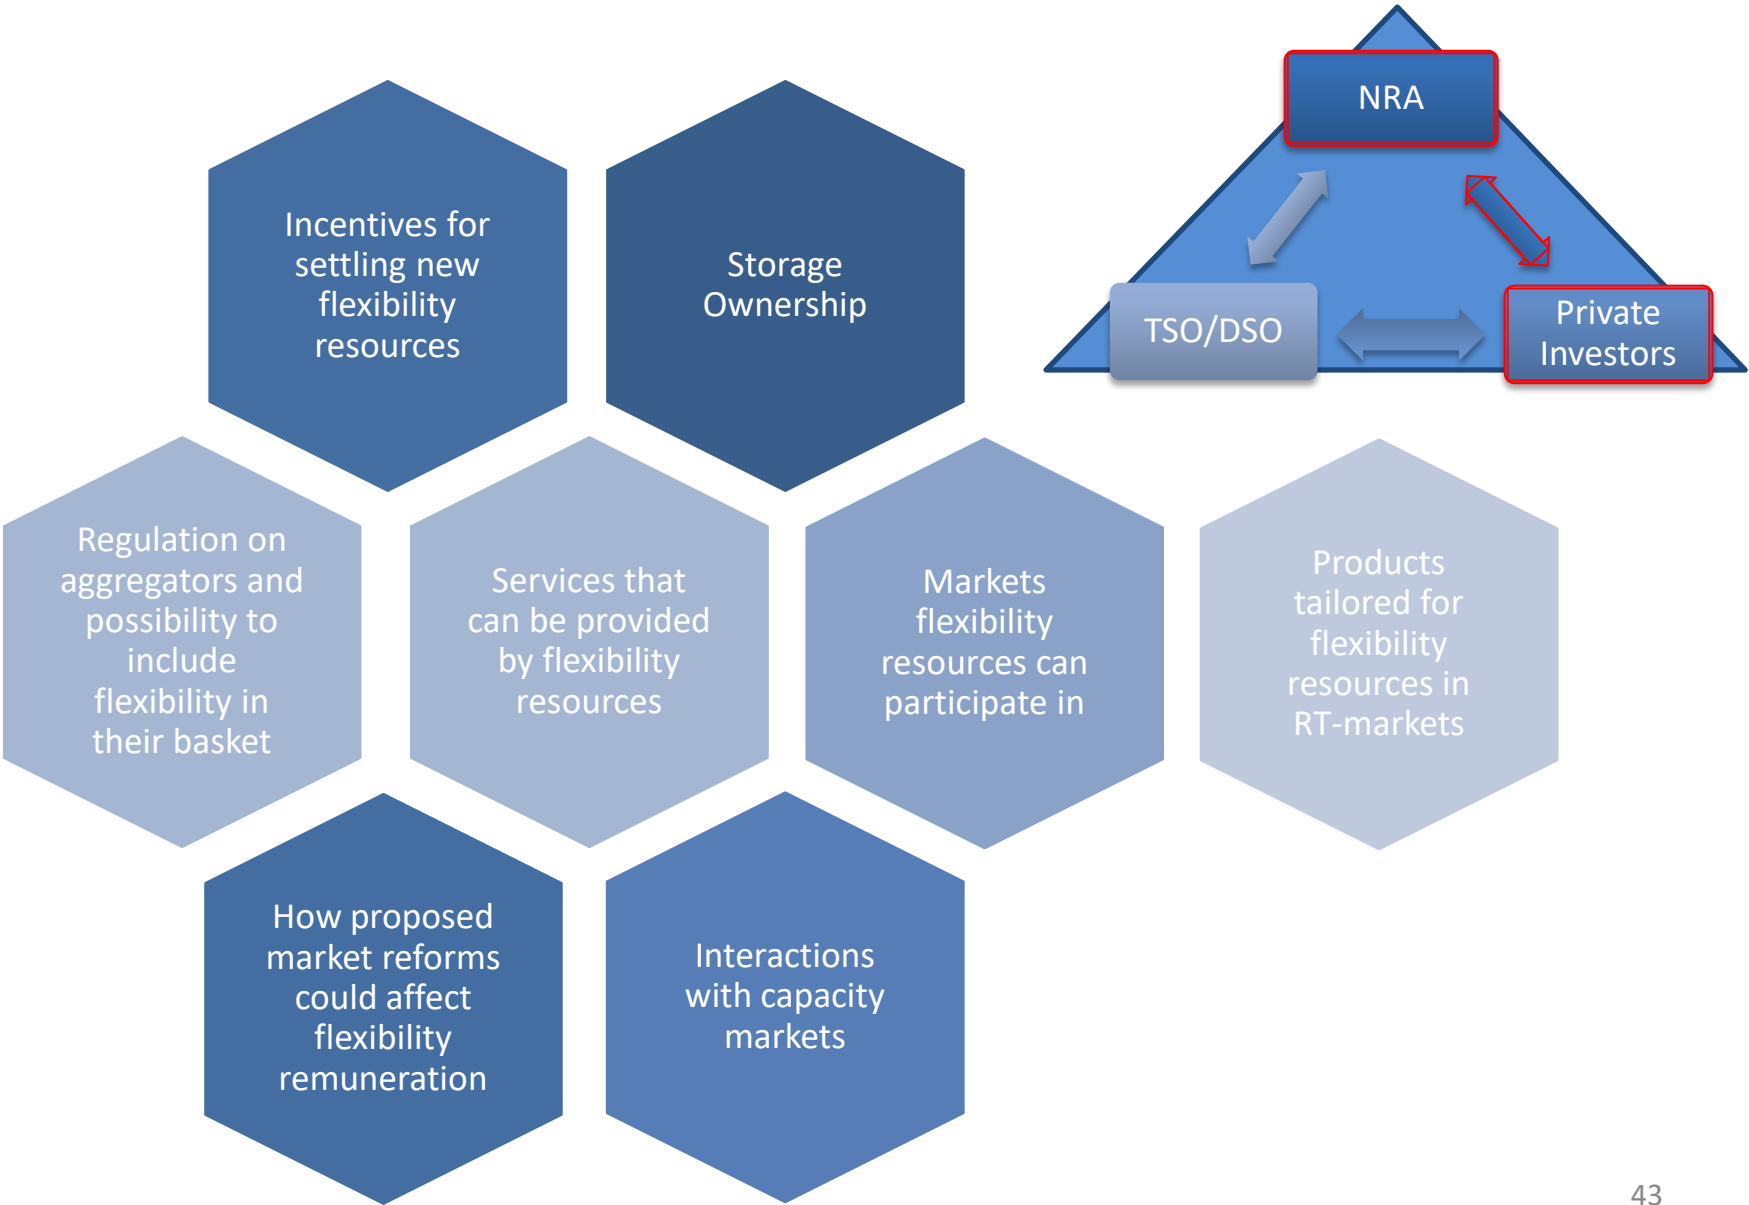 NRA
TSO/DSO
Private
Investors
Incentives for
settling new
flexibility
resources
Storage
Ownership
Regulation on
aggregators and
possibility to
include
flexibility in
their basket
Services that
can be provided
by flexibility
resources
Markets
flexibility
resources can
participate in
Products
tailored for
flexibility
resources in
RT-markets
How proposed
market reforms
could affect
flexibility
remuneration
Interactions
with capacity
markets
43